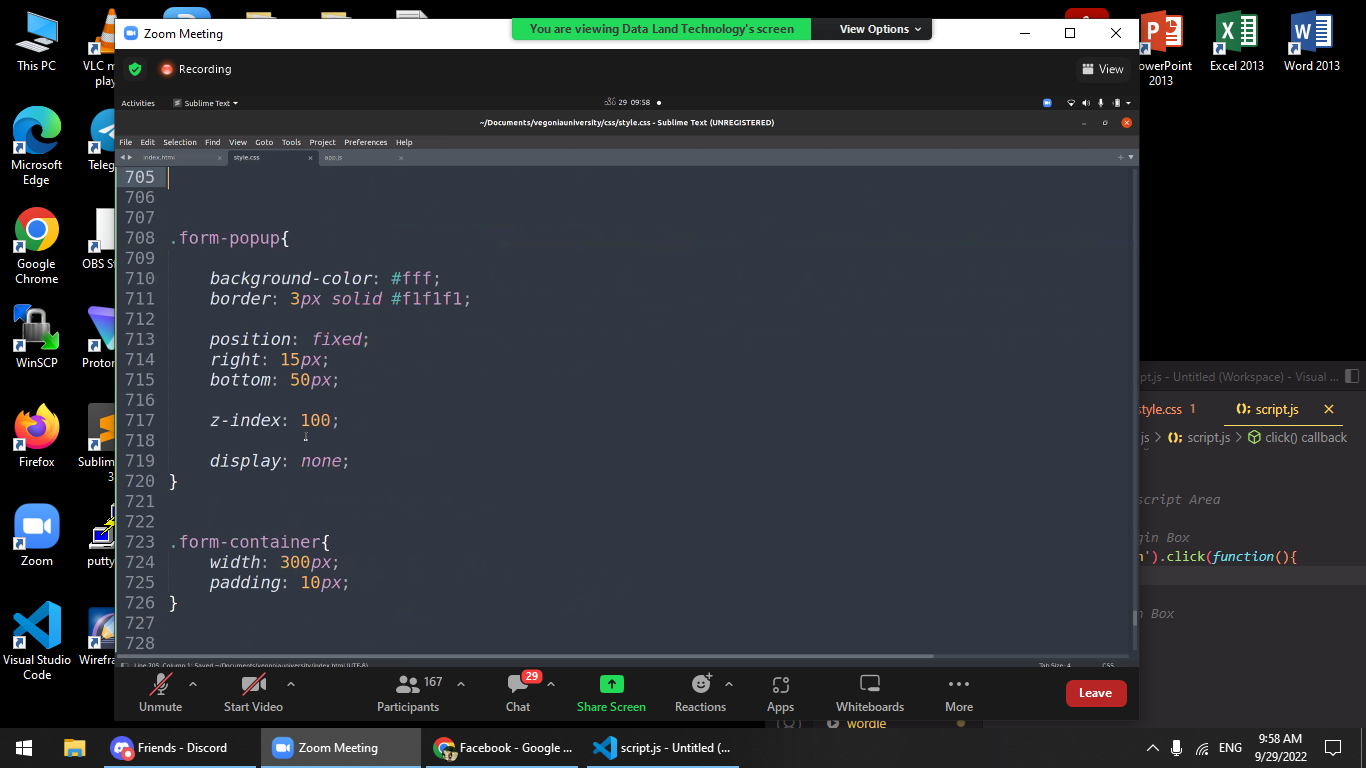 This PC
VLC m
play
PowerPoint
2013
Excel 2013
Word 2013
Zoom Meeting
You are viewing Data Land Technology's screen
View Options
Recording
View
Activities
Sublime Text
29 09:58
~/Documents/vegoniauniversity/css/style.css - Sublime Text (UNREGISTERED)
File Edit Selection Find View Goto Tools Project Preferences Help
index.html
style.css
app.js
705
706
707
708 .form-popup{
709
710 background-color: #fff;
711 border: 3px solid #f1f1f1;
712
713 position: fixed;
714 right: 15px;
715 bottom: 50px;
716
717 z-index: 100;
718
719 display: none;
720 }
721
722
723 .form-container{
724 width: 300px;
725 padding: 10px;
726 }
727
728
Line 705, Column 1; Saved ~/Documents/vegoniauniversity/index.html (UTF-8)
Tab Size: 4
CSS
Microsoft
Edge
Teleg
Google
Chrome
OBS St
WinSCP
Proton
Firefox
Sublim
3
Zoom
putty
Visual Studio
Code
Wirefra
pt.js - Untitled (Workspace) - Visual ...
style.css 1
script.js
js > script.js > click() callback
script Area
gin Box
n').click(function(){
n Box
wordle
Unmute
Start Video
Participants
167
Chat
29
Share Screen
Reactions
Apps
Whiteboards
More
Leave
Friends - Discord
Zoom Meeting
Facebook - Google ...
script.js - Untitled (...
ENG
9:58 AM
9/29/2022